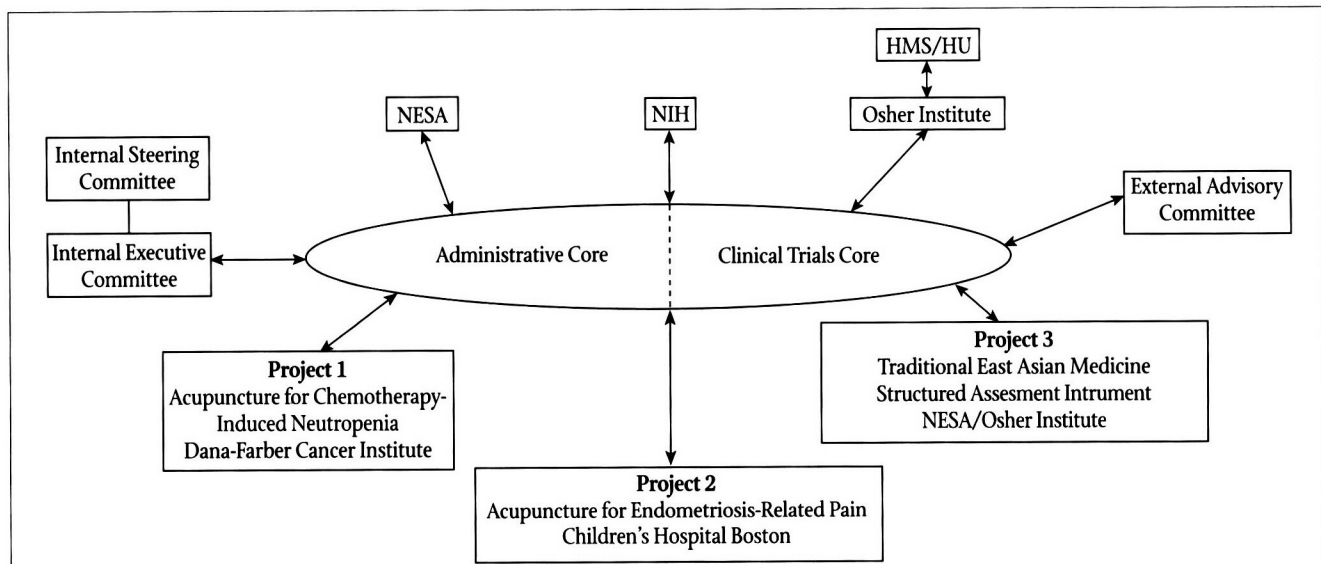 HMS/HU
NESA
NIH
Osher Institute
Internal Steering
Committee
External Advisory
Committee
Internal Executive
Committee
Administrative Core
Clinical Trials Core
Project 1
Acupuncture for Chemotherapy-
Induced Neutropenia
Dana-Farber Cancer Institute
Project 3
Traditional East Asian Medicine
Structured Assesment Intrument
NESA/Osher Institute
Project 2
Acupuncture for Endometriosis-Related Pain
Children's Hospital Boston